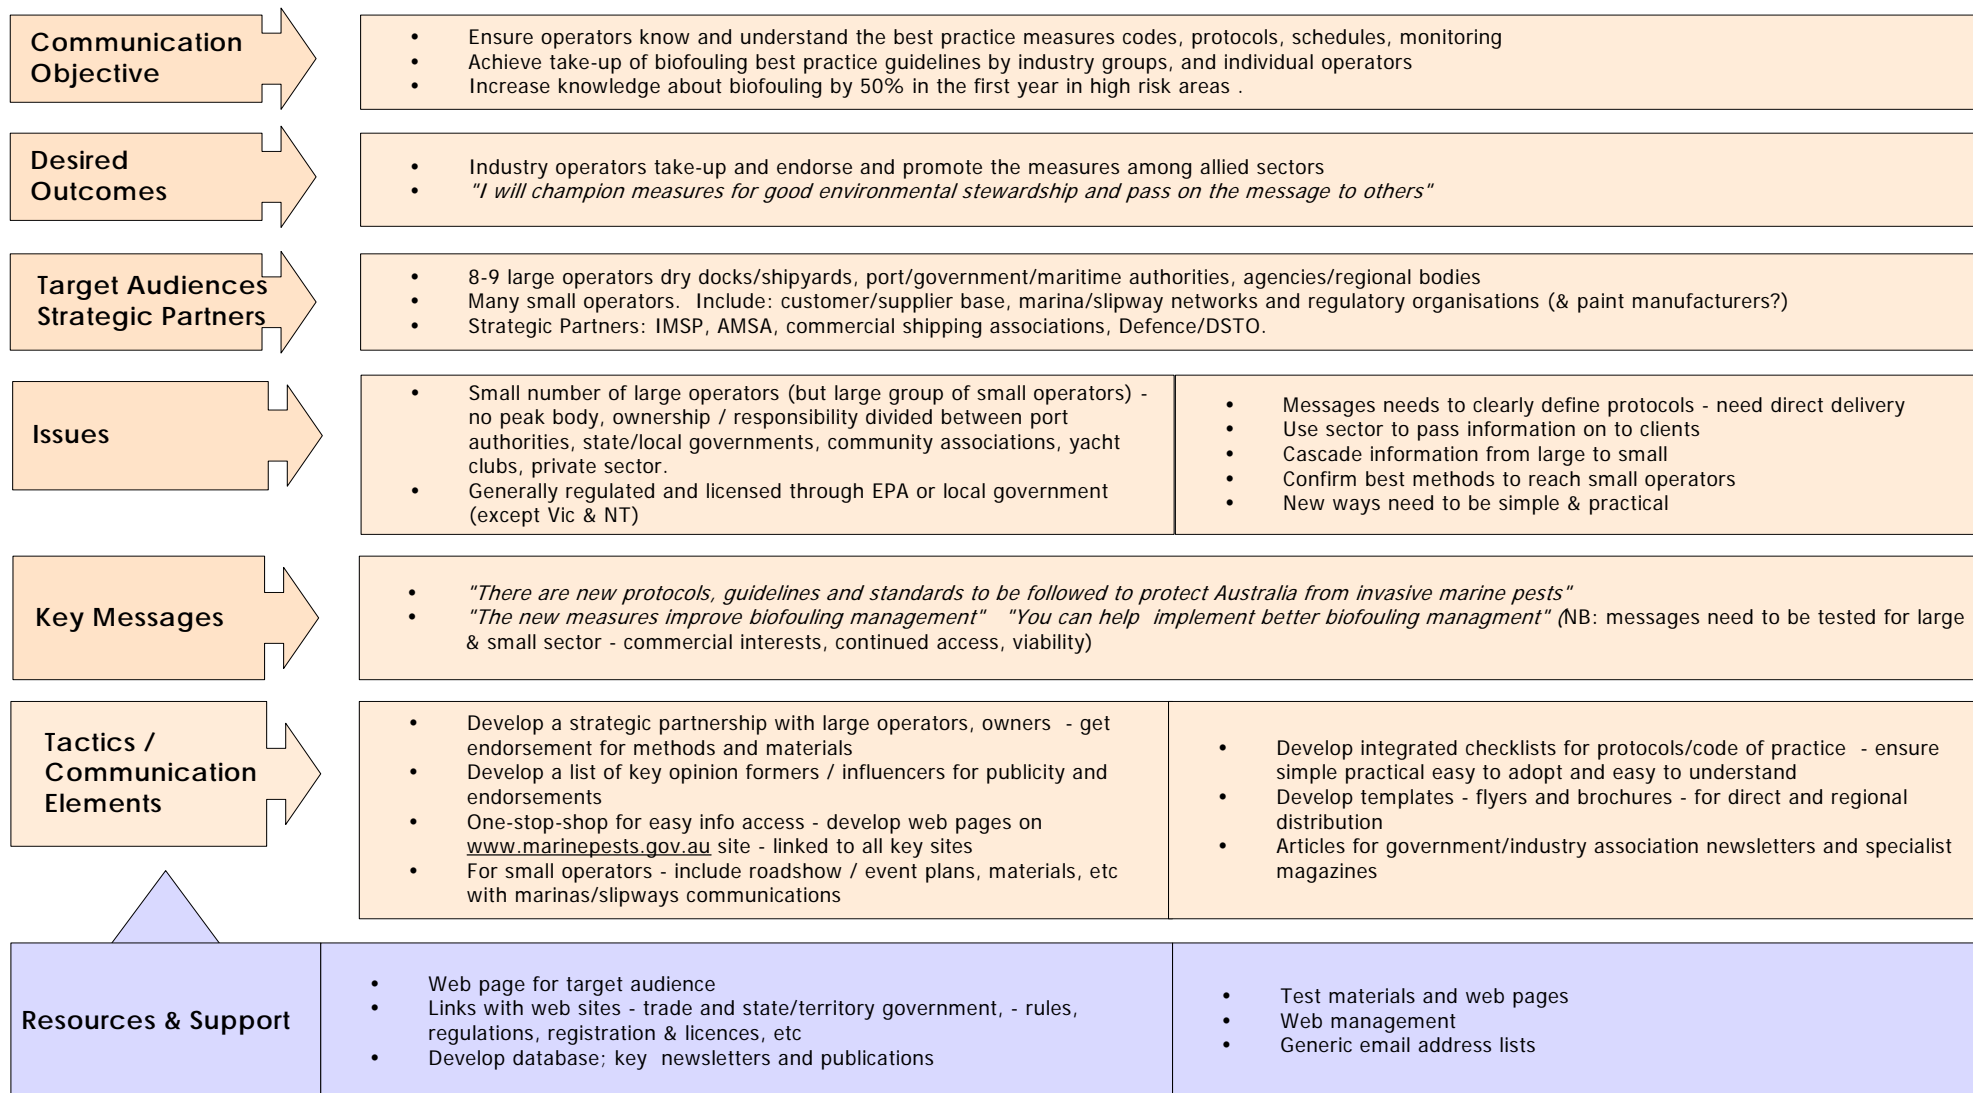 Communication
Objective
• Ensure operators know and understand the best practice measures codes, protocols, schedules, monitoring
• Achieve take-up of biofouling best practice guidelines by industry groups, and individual operators
• Increase knowledge about biofouling by 50% in the first year in high risk areas .
Desired
Outcomes
• Industry operators take-up and endorse and promote the measures among allied sectors
• "I will champion measures for good environmental stewardship and pass on the message to others"
Target Audiences
Strategic Partners
• 8-9 large operators dry docks/shipyards, port/government/maritime authorities, agencies/regional bodies
• Many small operators. Include: customer/supplier base, marina/slipway networks and regulatory organisations (& paint manufacturers?)
• Strategic Partners: IMSP, AMSA, commercial shipping associations, Defence/DSTO.
Issues
• Small number of large operators (but large group of small operators) -
no peak body, ownership / responsibility divided between port
authorities, state/local governments, community associations, yacht
clubs, private sector.
• Generally regulated and licensed through EPA or local government
(except Vic & NT)
• Messages needs to clearly define protocols - need direct delivery
• Use sector to pass information on to clients
• Cascade information from large to small
• Confirm best methods to reach small operators
• New ways need to be simple & practical
Key Messages
• "There are new protocols, guidelines and standards to be followed to protect Australia from invasive marine pests"
• "The new measures improve biofouling management" "You can help implement better biofouling managment" (NB: messages need to be tested for large
& small sector - commercial interests, continued access, viability)
Tactics /
Communication
Elements
• Develop a strategic partnership with large operators, owners - get
endorsement for methods and materials
• Develop a list of key opinion formers / influencers for publicity and
endorsements
• One-stop-shop for easy info access - develop web pages on
www.marinepests.gov.au site - linked to all key sites
• For small operators - include roadshow / event plans, materials, etc
with marinas/slipways communications
• Develop integrated checklists for protocols/code of practice - ensure
simple practical easy to adopt and easy to understand
• Develop templates - flyers and brochures - for direct and regional
distribution
• Articles for government/industry association newsletters and specialist
magazines
Resources & Support
• Web page for target audience
• Links with web sites - trade and state/territory government, - rules,
regulations, registration & licences, etc
• Develop database; key newsletters and publications
• Test materials and web pages
• Web management
• Generic email address lists